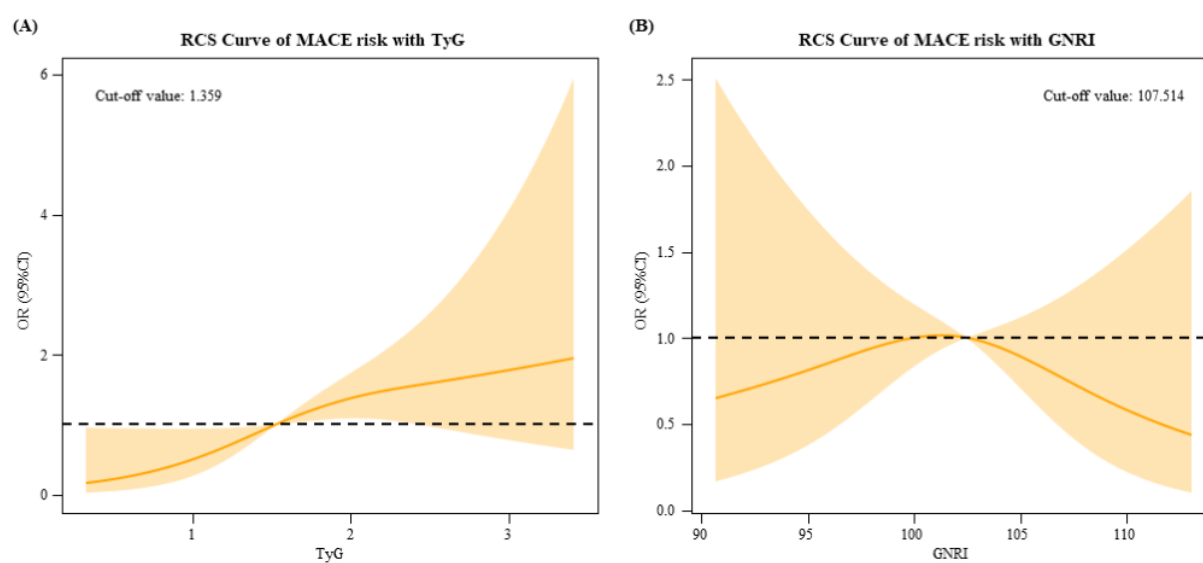 (A)
RCS Curve of MACE risk with TyG
Cut-off value: 1.359
OR (95%CI)
6
4
2
0
1 2 3
TyG
(B)
RCS Curve of MACE risk with GNRI
Cut-off value: 107.514
OR (95%CI)
2.5
2.0
1.5
1.0
0.5
0.0
90 95 100 105 110
GNRI